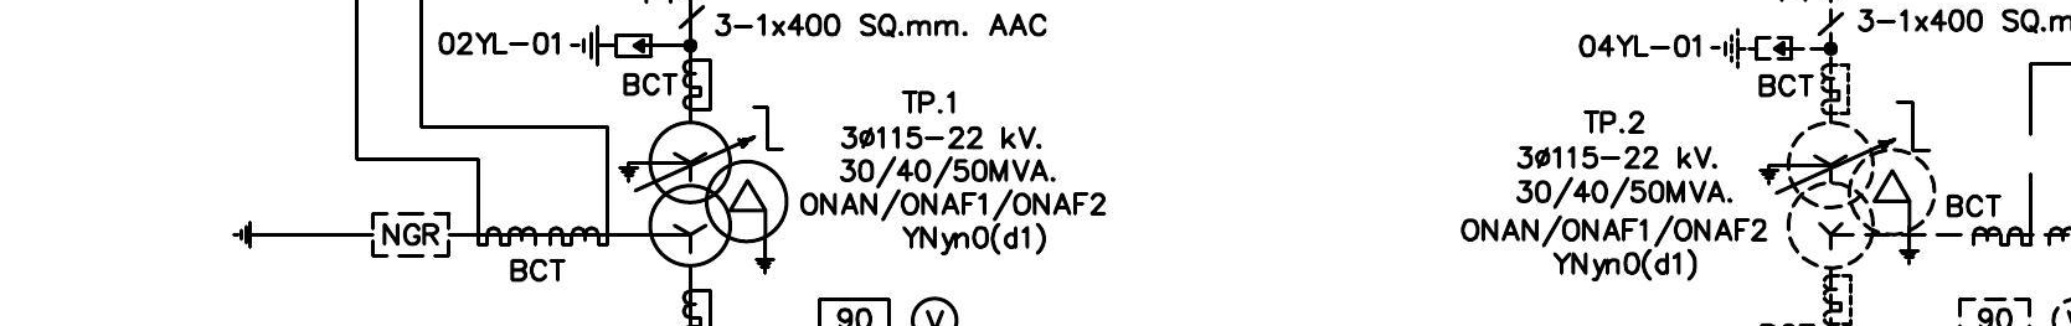 3-1x400 SQ.mm. AAC
02YL-01
BCT
TP.1
3ø115-22 kV.
30/40/50MVA.
ONAN/ONAF1/ONAF2
YNyn0(d1)
NGR
BCT
90
V
3-1x400 SQ.m
04YL-01
BCT
TP.2
3ø115-22 kV.
30/40/50MVA.
ONAN/ONAF1/ONAF2
YNyn0(d1)
BCT
BCT
90